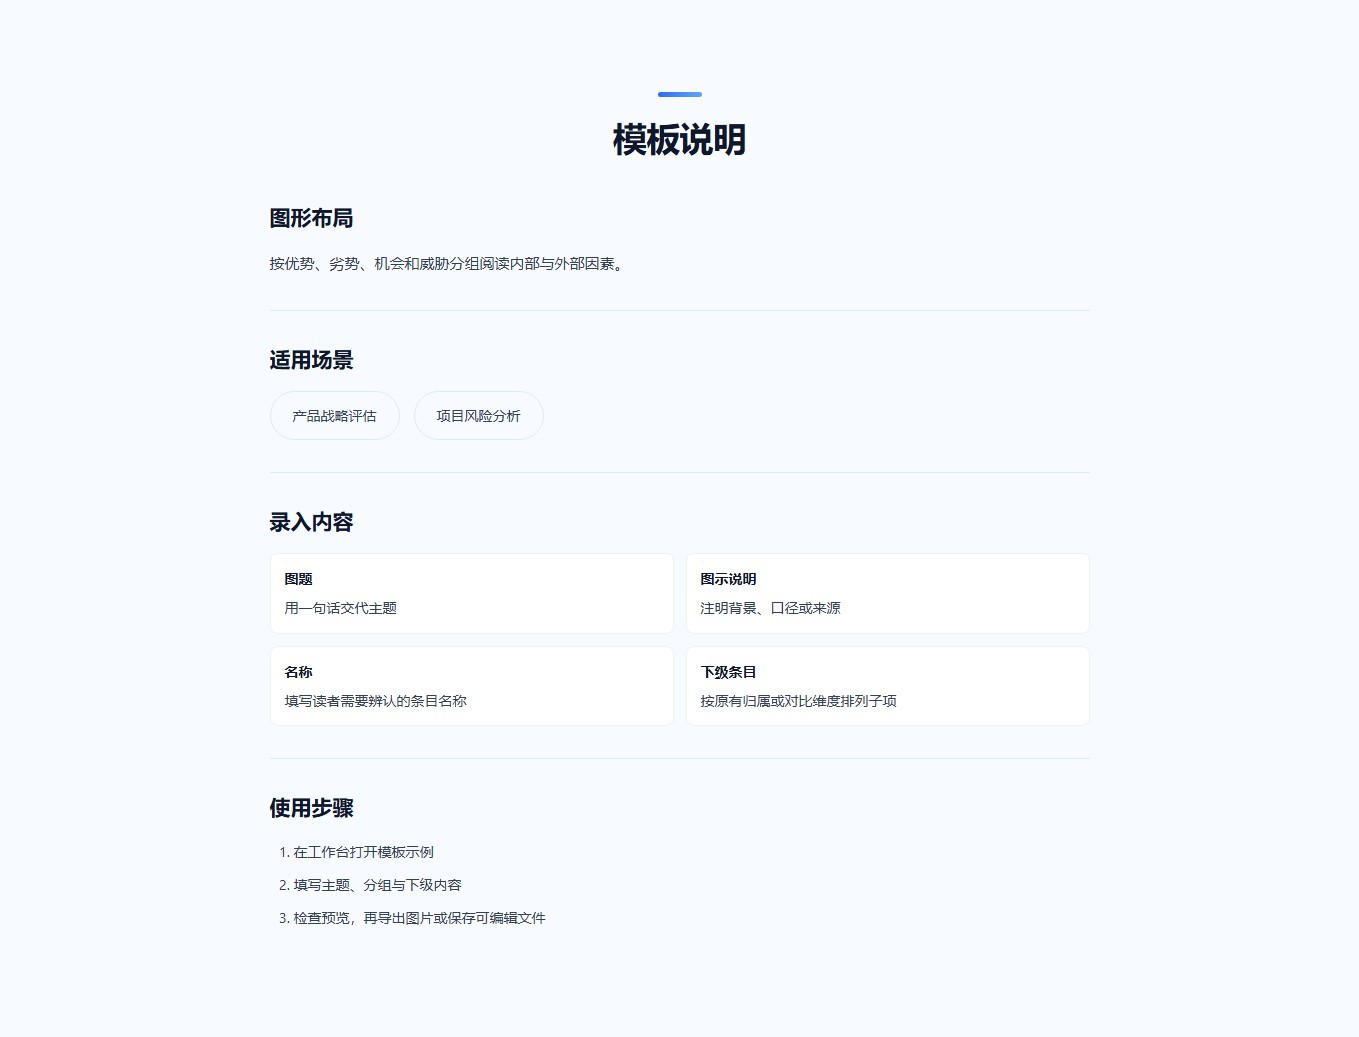 模板说明
图形布局
按优势、劣势、机会和威胁分组阅读内部与外部因素。
适用场景
产品战略评估
项目风险分析
录入内容
图题
用一句话交代主题
图示说明
注明背景、口径或来源
名称
填写读者需要辨认的条目名称
下级条目
按原有归属或对比维度排列子项
使用步骤
1. 在工作台打开模板示例
2. 填写主题、分组与下级内容
3. 检查预览，再导出图片或保存可编辑文件